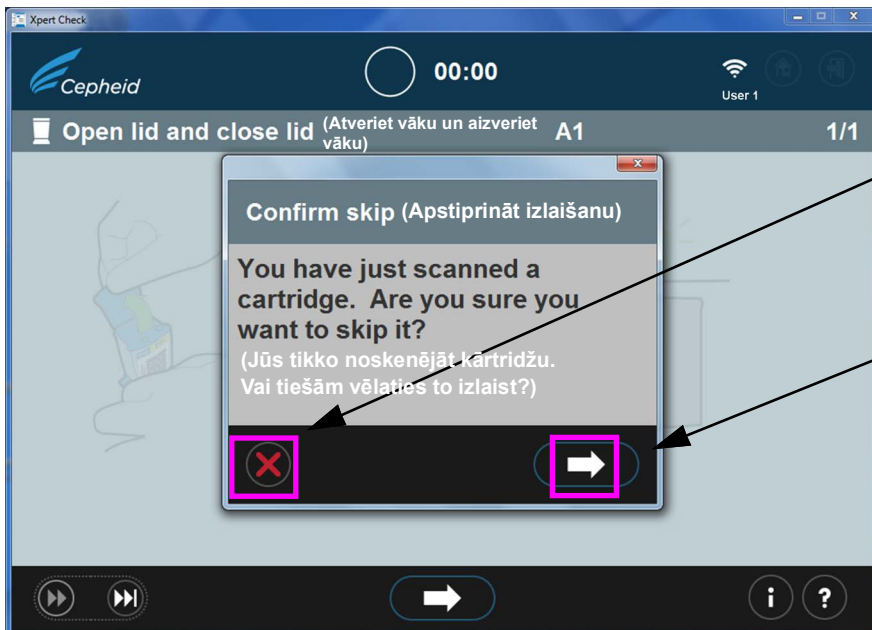 Xpert Check
Cepheid
00:00
User 1
Open lid and close lid (Atveriet vāku un aizveriet
vāku)
A1
1/1
Confirm skip (Apstiprināt izlaišanu)
You have just scanned a
cartridge. Are you sure you
want to skip it?
(Jūs tikko noskenējāt kārtridžu.
Vai tiešām vēlaties to izlaist?)
i
?